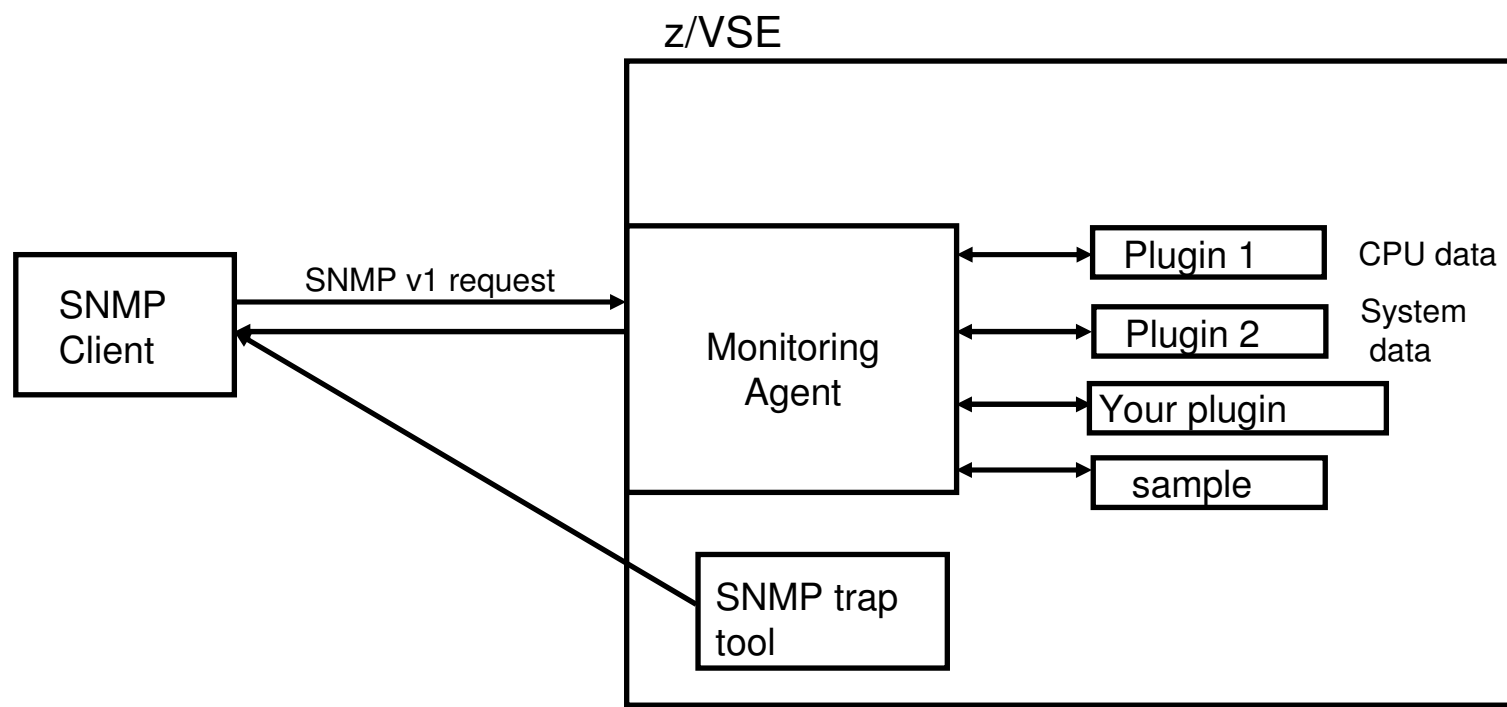 z/VSE
SNMP
Client
SNMP v1 request
Monitoring
Agent
Plugin 1
CPU data
Plugin 2
System
data
Your plugin
sample
SNMP trap
tool